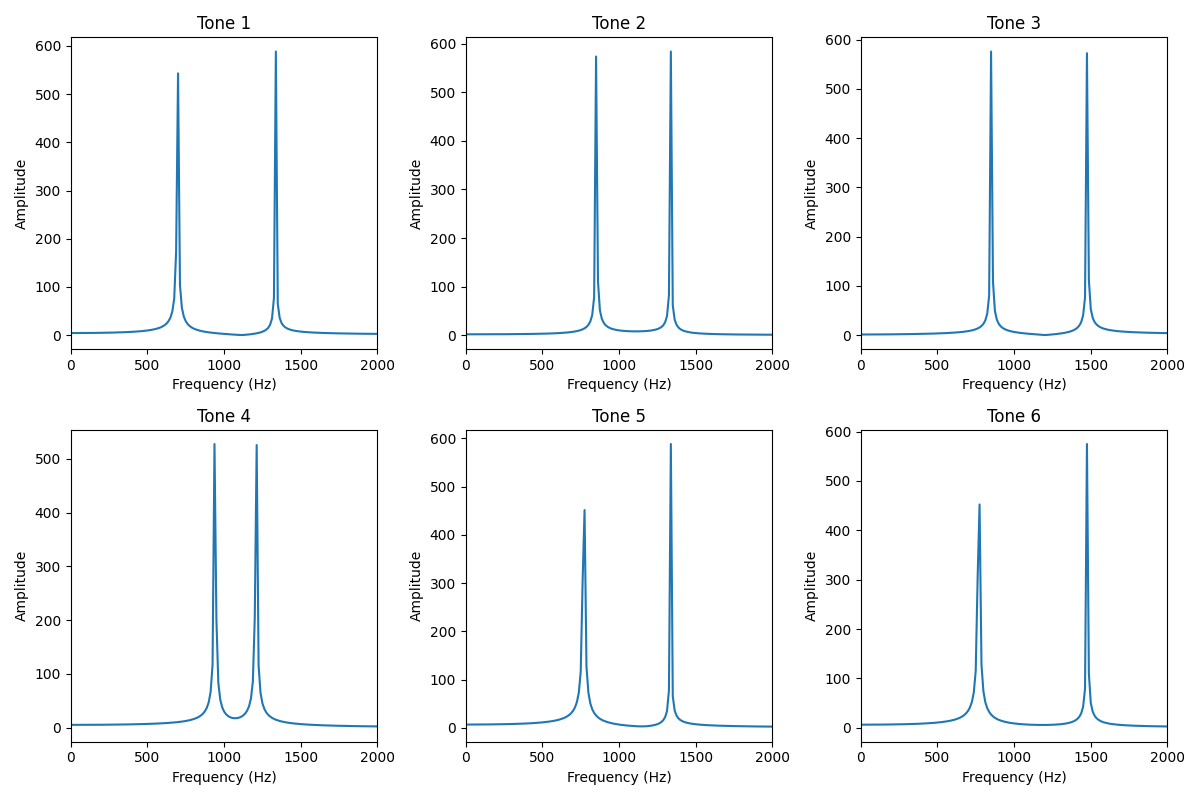 Tone 1 Tone 2 Tone 3
600 600 600
500 500 500
400 400 400
300 300 300
200 200 200
100 100 100
0 0 0
Amplitude Amplitude Amplitude
0 500 1000 1500 2000 0 500 1000 1500 2000 0 500 1000 1500 2000
Frequency (Hz) Frequency (Hz) Frequency (Hz)
Tone 4 Tone 5 Tone 6
500 600 600
400 500 500
300 400 400
200 300 300
100 200 200
0 100 100
0 0
Amplitude Amplitude Amplitude
0 500 1000 1500 2000 0 500 1000 1500 2000 0 500 1000 1500 2000
Frequency (Hz) Frequency (Hz) Frequency (Hz)